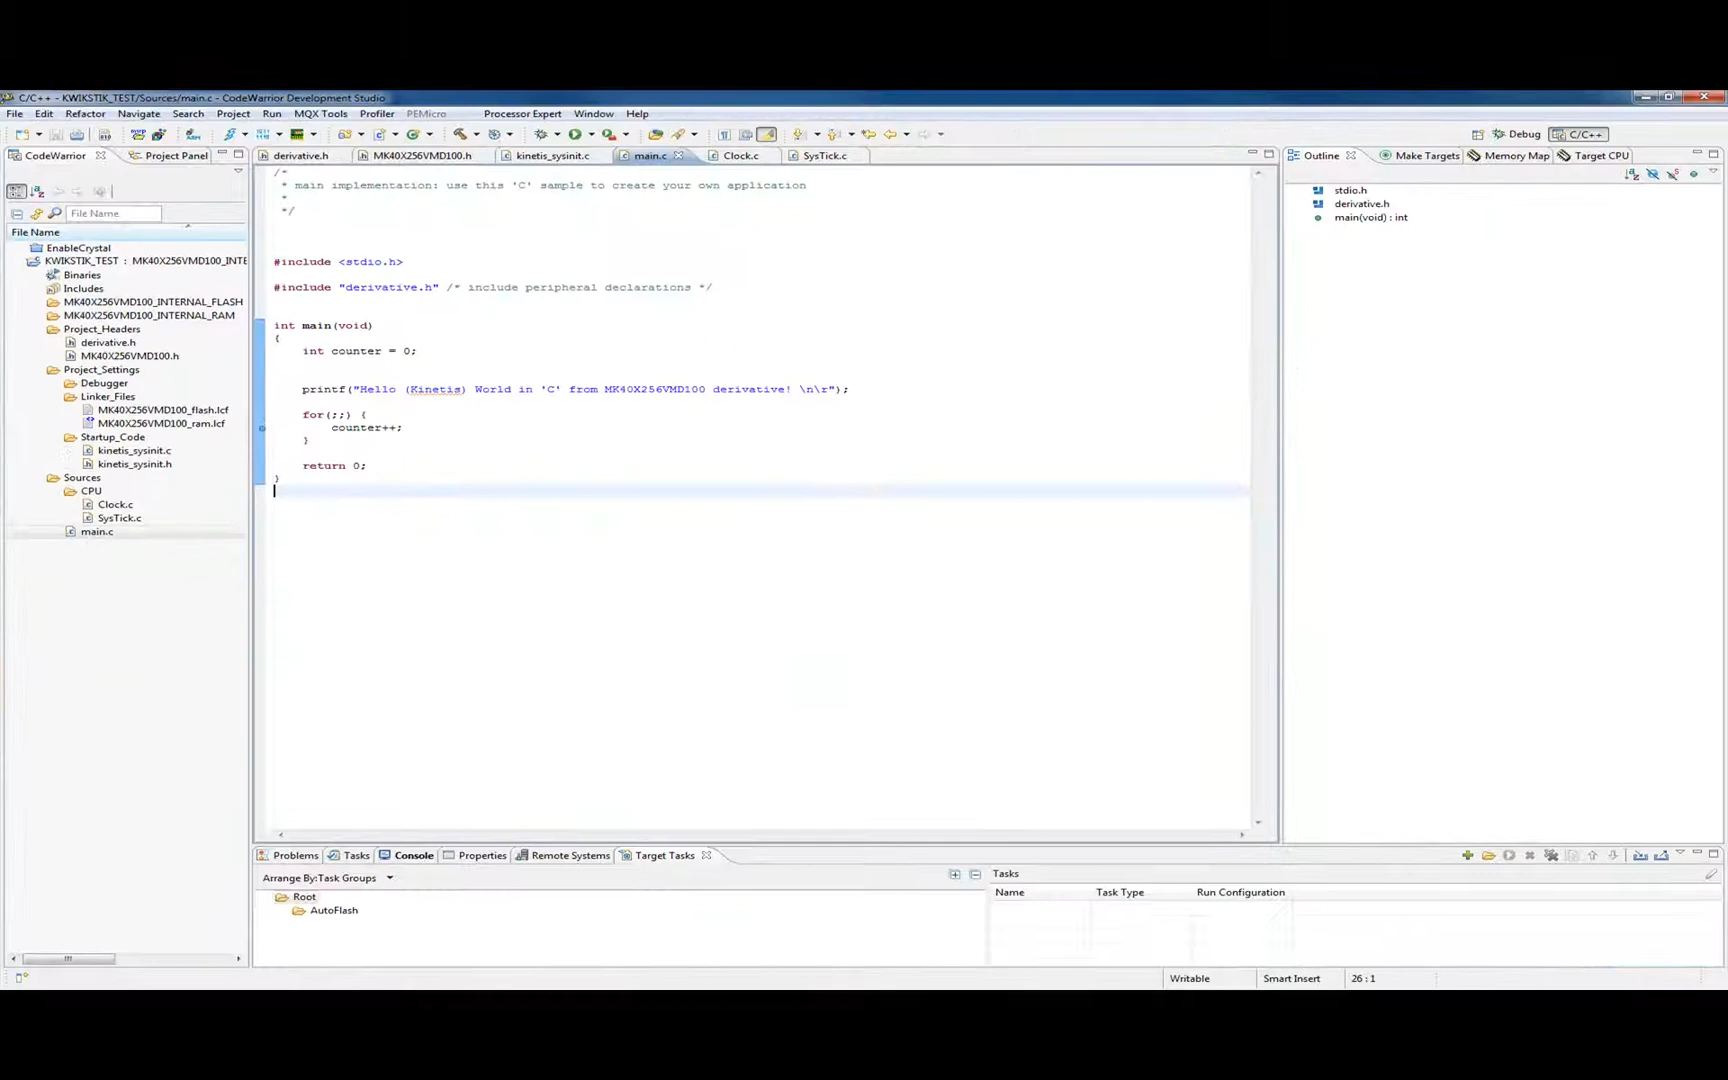 C/C++ - KWIKSTIK_TEST/Sources/main.c - CodeWarrior Development Studio
File Edit Refactor Navigate Search Project Run MQX Tools Profiler PEMicro Processor Expert Window Help
Debug C/C++
CodeWarrior Project Panel
File Name
File Name
EnableCrystal
KWIKSTIK_TEST : MK40X256VMD100_INTE
Binaries
Includes
MK40X256VMD100_INTERNAL_FLASH
MK40X256VMD100_INTERNAL_RAM
Project_Headers
derivative.h
MK40X256VMD100.h
Project_Settings
Debugger
Linker_Files
MK40X256VMD100_flash.lcf
MK40X256VMD100_ram.lcf
Startup_Code
kinetis_sysinit.c
kinetis_sysinit.h
Sources
CPU
Clock.c
SysTick.c
main.c
derivative.h MK40X256VMD100.h kinetis_sysinit.c main.c Clock.c SysTick.c
/*
* main implementation: use this 'C' sample to create your own application
*
*/
#include <stdio.h>
#include "derivative.h" /* include peripheral declarations */
int main(void)
{
int counter = 0;
printf("Hello (Kinetis) World in 'C' from MK40X256VMD100 derivative! \n\r");
for(;;) {
counter++;
}
return 0;
}
Outline Make Targets Memory Map Target CPU
stdio.h
derivative.h
main(void) : int
Problems Tasks Console Properties Remote Systems Target Tasks
Arrange By:Task Groups
Root
AutoFlash
Tasks
Name Task Type Run Configuration
Writable Smart Insert 26 : 1